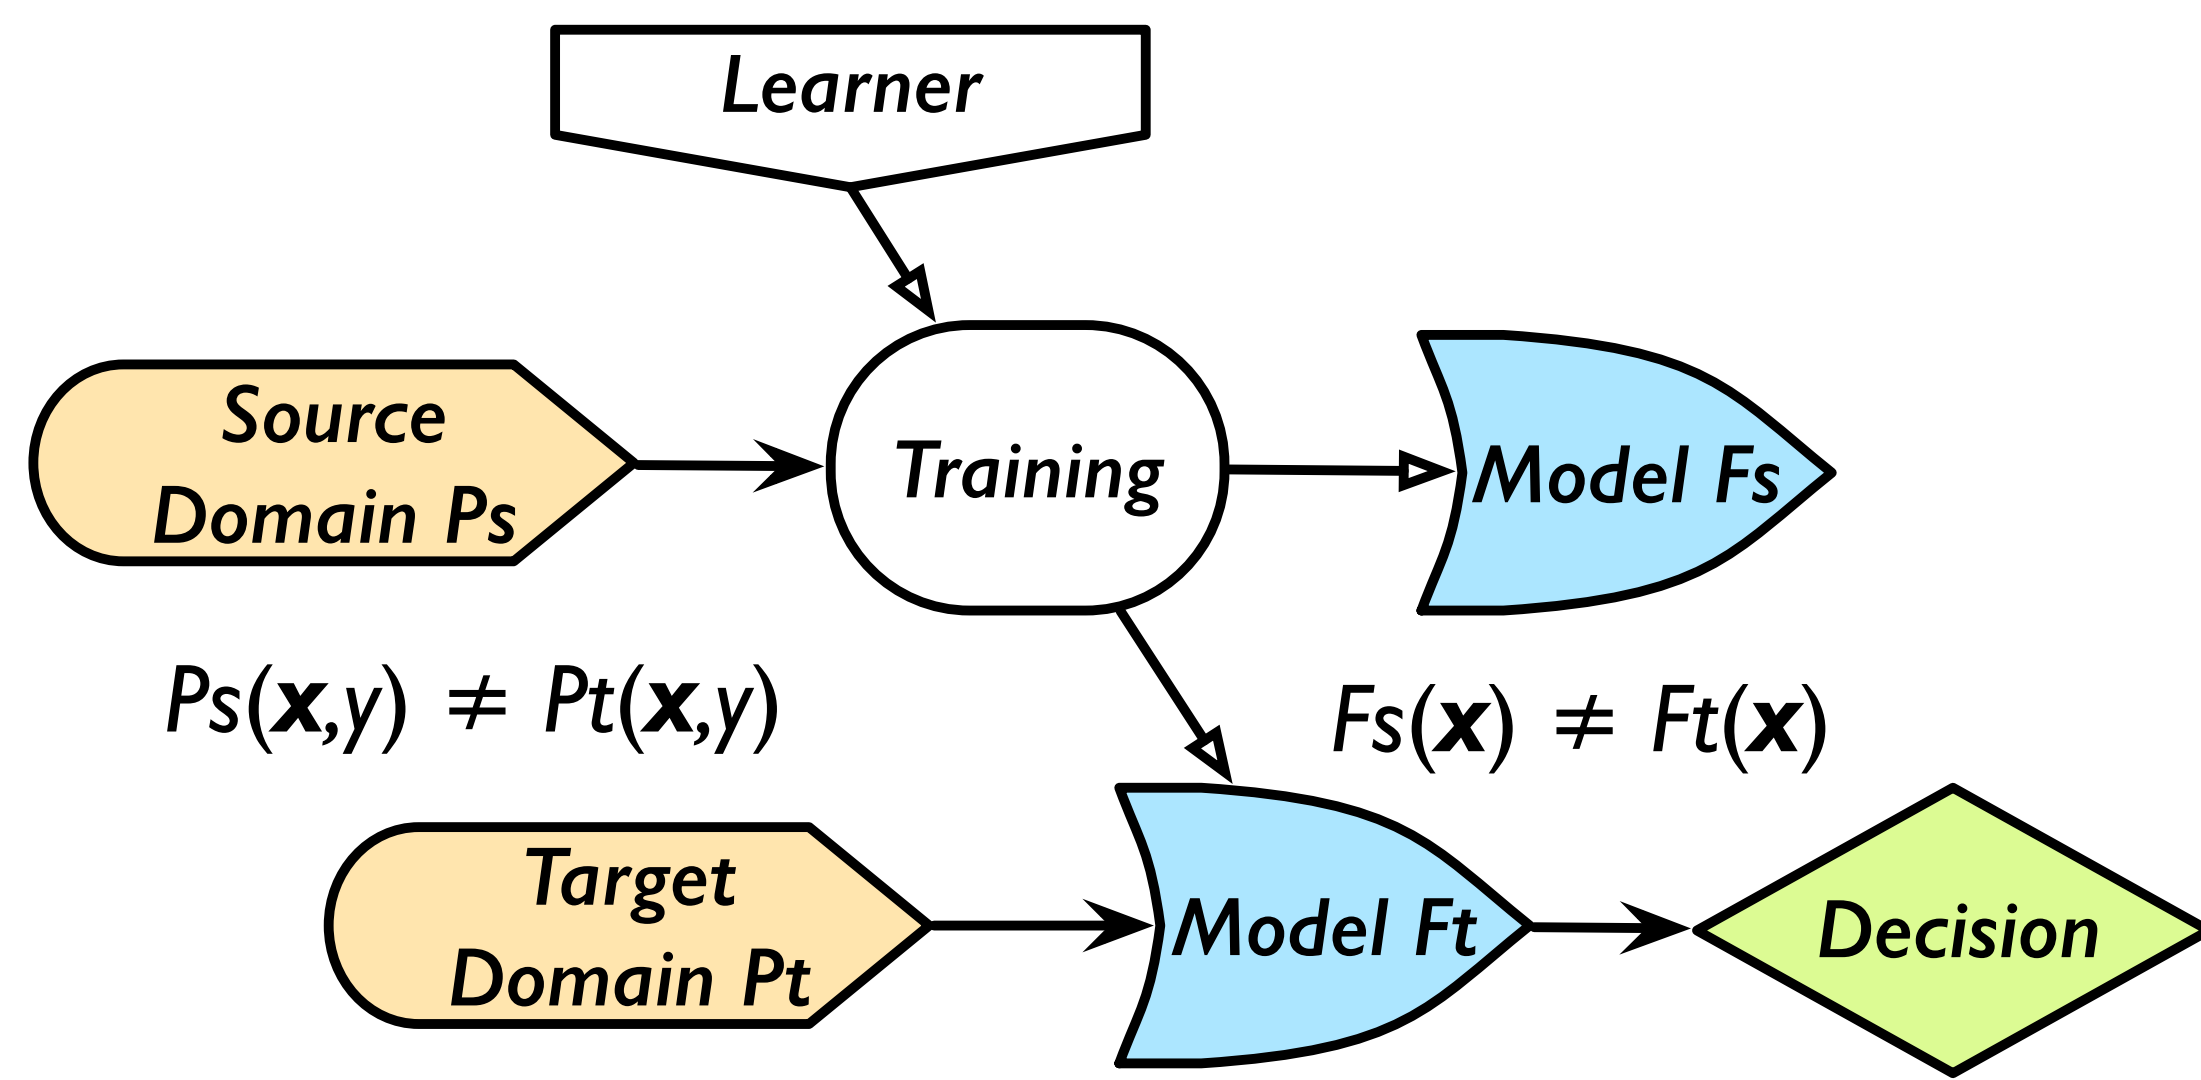 Learner
Source
Domain Ps
Training
Model Fs
Ps(x,y) ≠ Pt(x,y)
Fs(x) ≠ Ft(x)
Target
Domain Pt
Model Ft
Decision